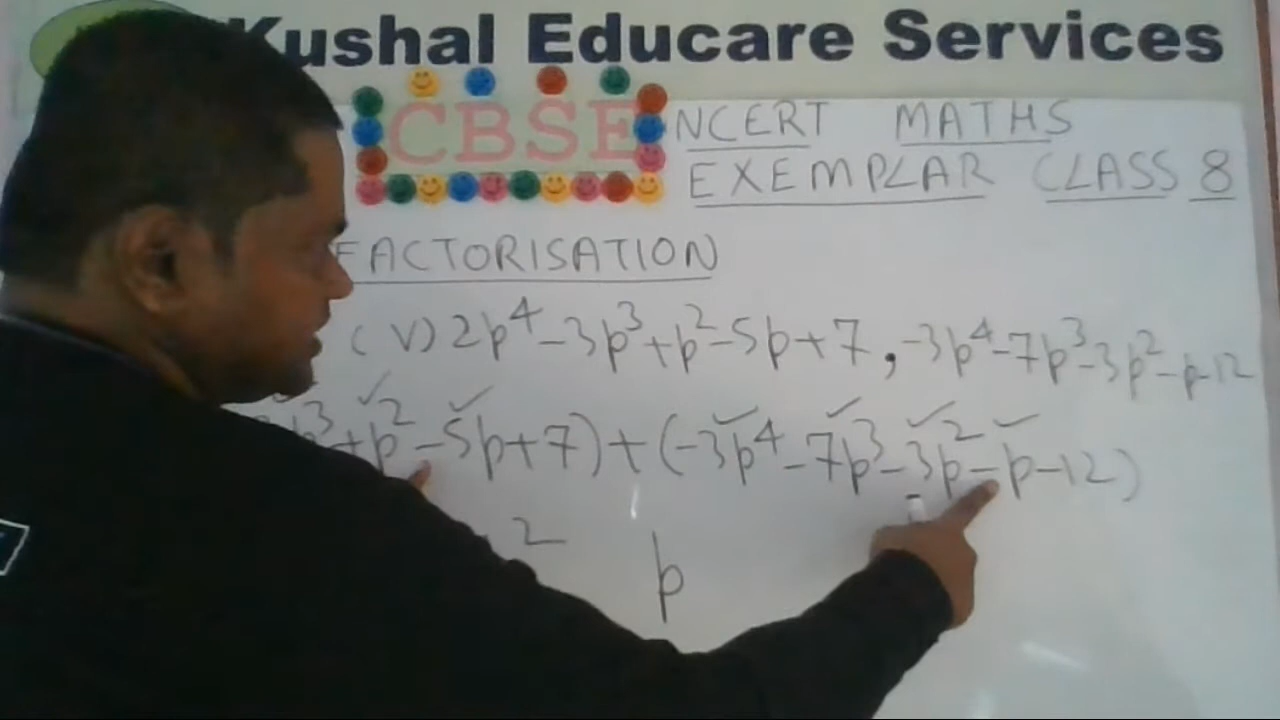 Kushal Educare Services
CBSE NCERT MATHS
EXEMPLAR CLASS 8
FACTORISATION
(V) 2p⁴-3p³+p²-5p+7, -3p⁴-7p³-3p²-p-12
p³+p²-5p+7)+(-3p⁴-7p³-3p²-p-12)
2 p